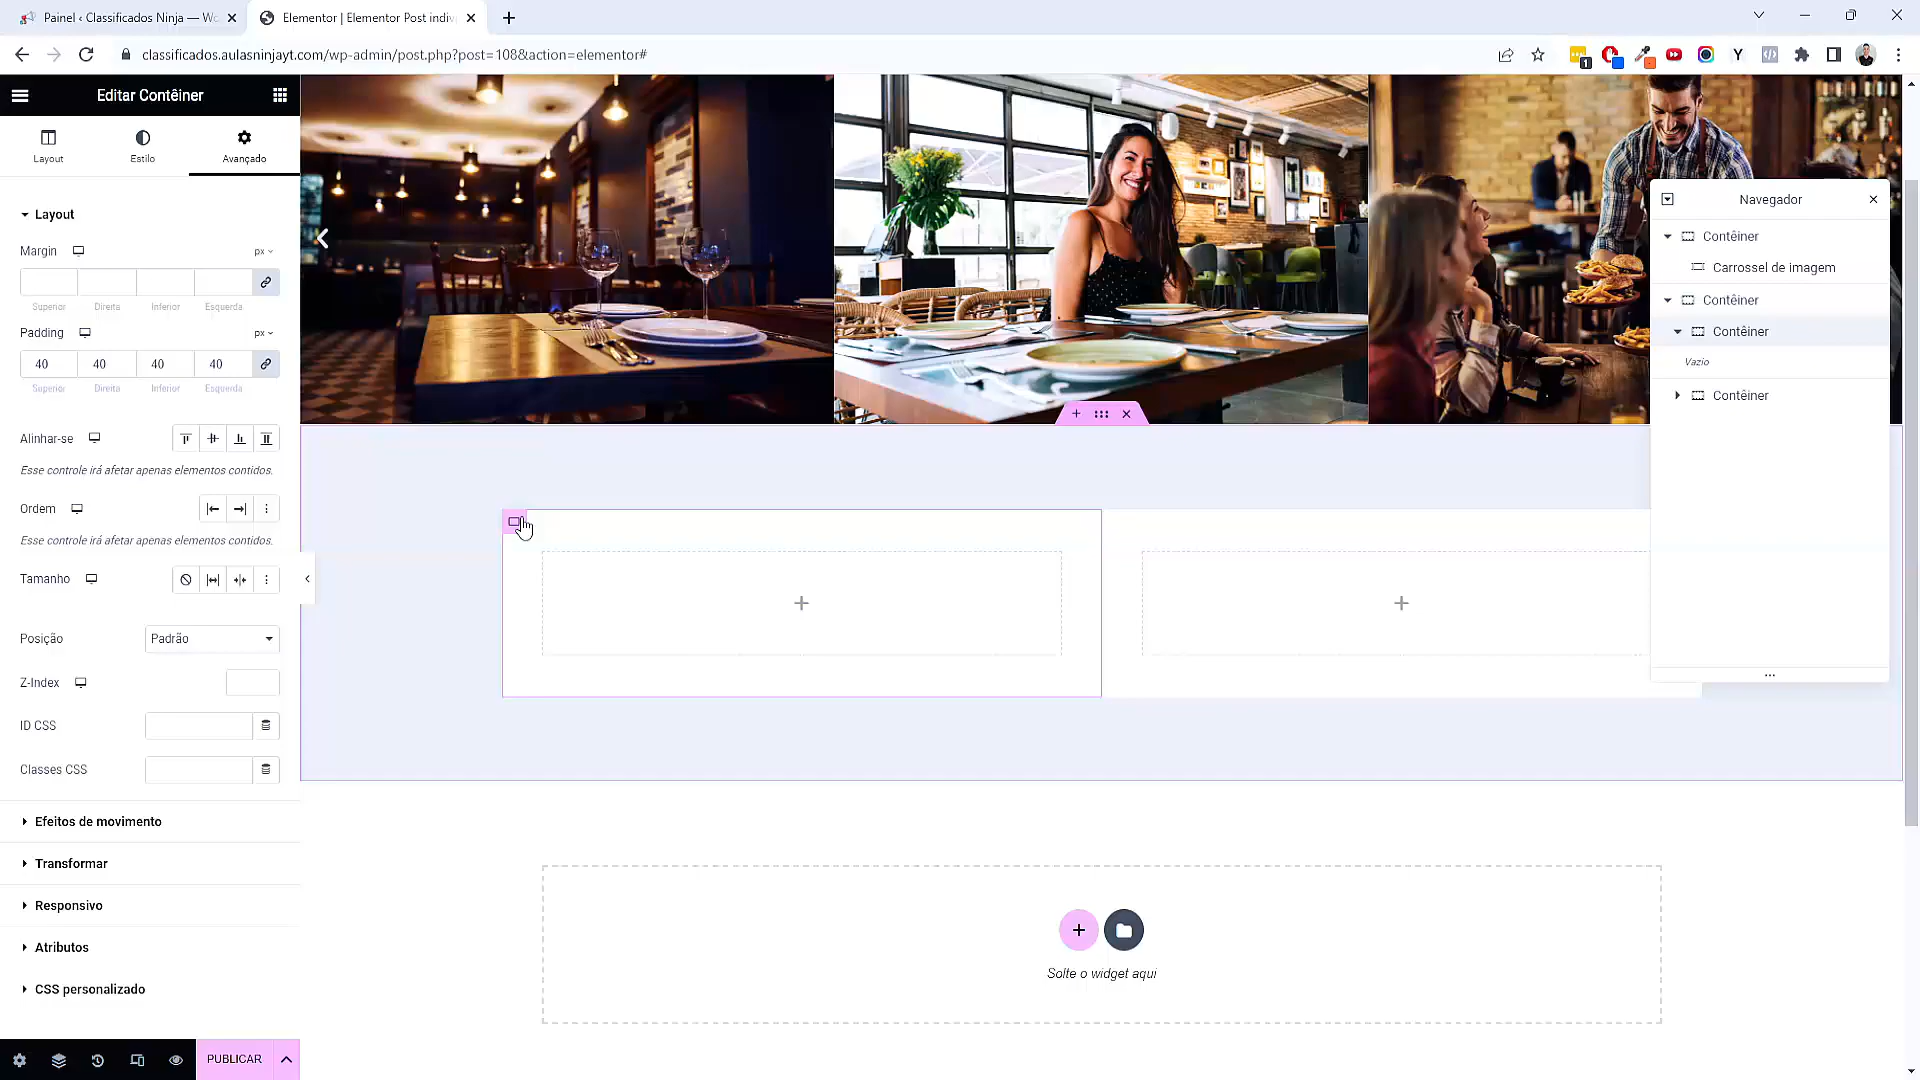 Painel ‹ Classificados Ninja — Wo
Elementor | Elementor Post indiv
classificados.aulasninjayt.com/wp-admin/post.php?post=108&action=elementor#
1
Y
Editar Contêiner
Layout
Estilo
Avançado
Layout
Margin
px
Superior
Direita
Inferior
Esquerda
Padding
px
40
40
40
40
Superior
Direita
Inferior
Esquerda
Alinhar-se
Esse controle irá afetar apenas elementos contidos.
Ordem
Esse controle irá afetar apenas elementos contidos.
Tamanho
Posição
Padrão
Z-Index
ID CSS
Classes CSS
Efeitos de movimento
Transformar
Responsivo
Atributos
CSS personalizado
PUBLICAR
Solte o widget aqui
Navegador
Contêiner
Carrossel de imagem
Contêiner
Contêiner
Vazio
Contêiner